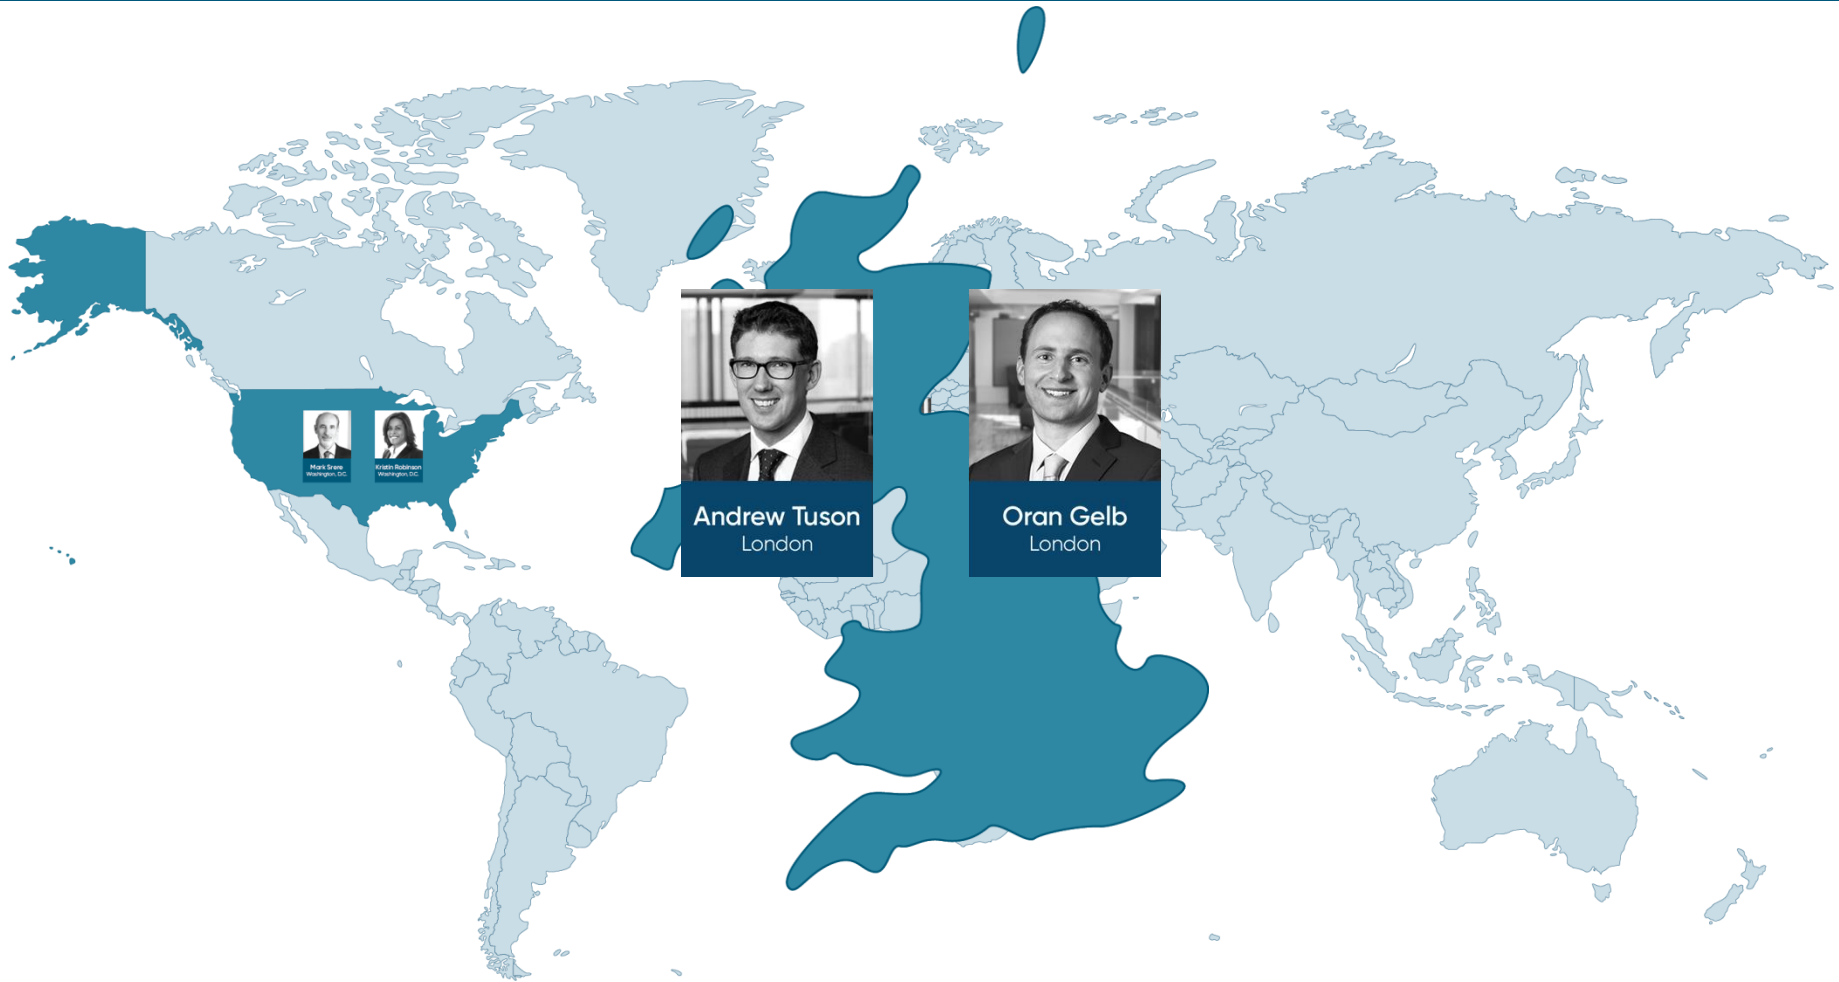 Mark Srere
Washington, D.C.
Kristin Robinson
Washington, D.C.
Andrew Tuson
London
Oran Gelb
London